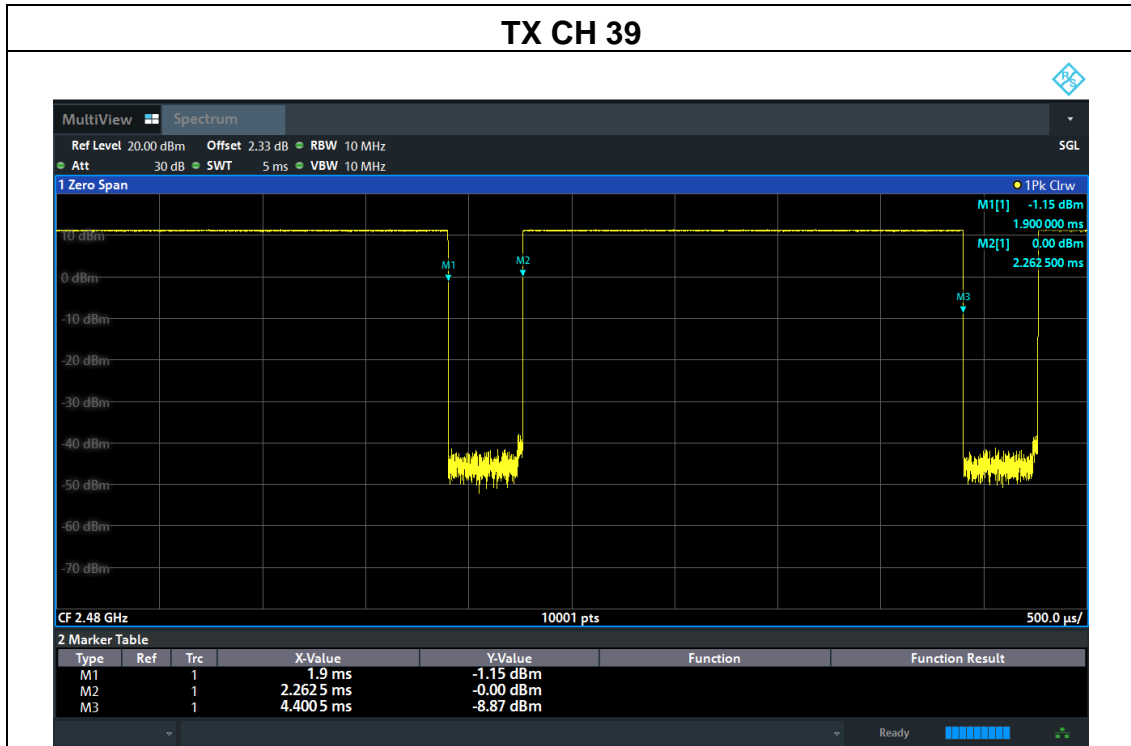 TX CH 39
R&S
MultiView Spectrum
Ref Level 20.00 dBm Offset 2.33 dB RBW 10 MHz SGL
Att 30 dB SWT 5 ms VBW 10 MHz
1 Zero Span 1Pk Clrw
M1[1] -1.15 dBm
1.900 000 ms
10 dBm
M2[1] 0.00 dBm
M1 M2
2.262 500 ms
0 dBm
M3
-10 dBm
-20 dBm
-30 dBm
-40 dBm
-50 dBm
-60 dBm
-70 dBm
CF 2.48 GHz 10001 pts 500.0 µs/
2 Marker Table
Type Ref Trc X-Value Y-Value Function Function Result
M1 1 1.9 ms -1.15 dBm
M2 1 2.2625 ms -0.00 dBm
M3 1 4.4005 ms -8.87 dBm
Ready